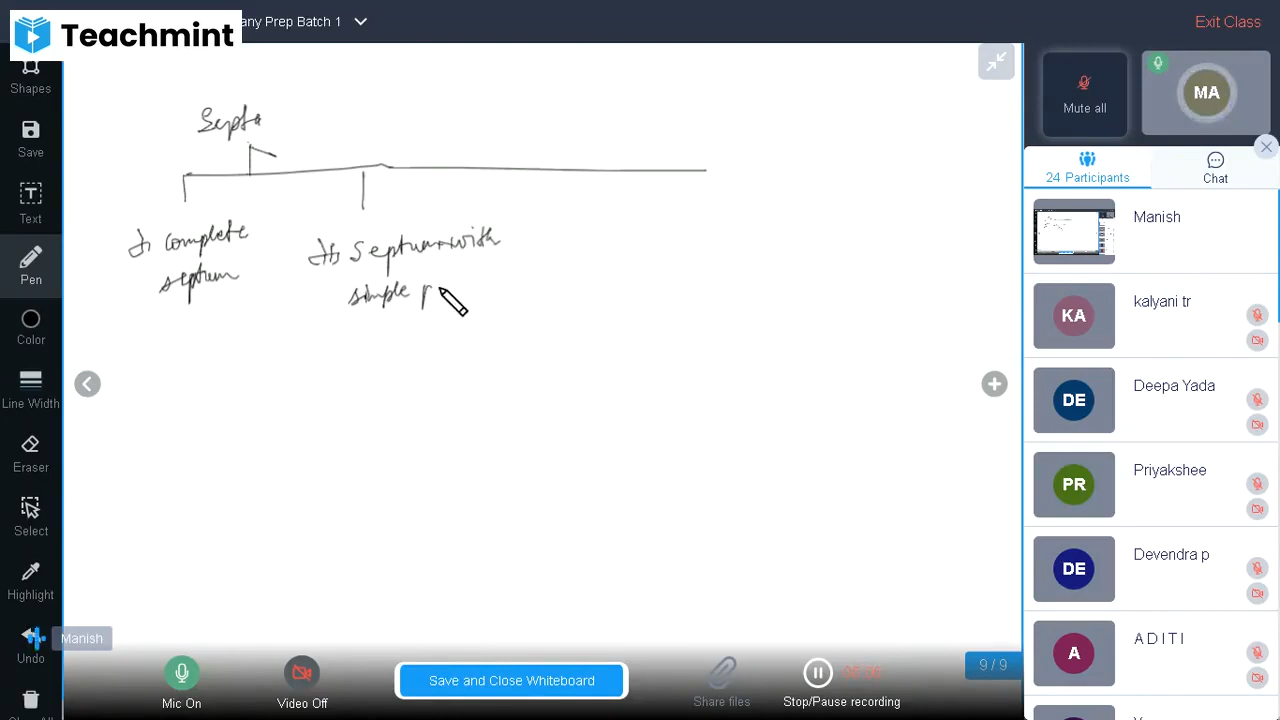 Teachmint
any Prep Batch 1
Exit Class
Shapes
Save
Text
Pen
Color
Line Width
Eraser
Select
Highlight
Undo
Septa
complete
septum
Septum with
simple p
Mute all
MA
24 Participants
Chat
Manish
KA
kalyani tr
DE
Deepa Yada
PR
Priyakshee
DE
Devendra p
A
A D I T I
Manish
9 / 9
Mic On
Video Off
Save and Close Whiteboard
Share files
Stop/Pause recording